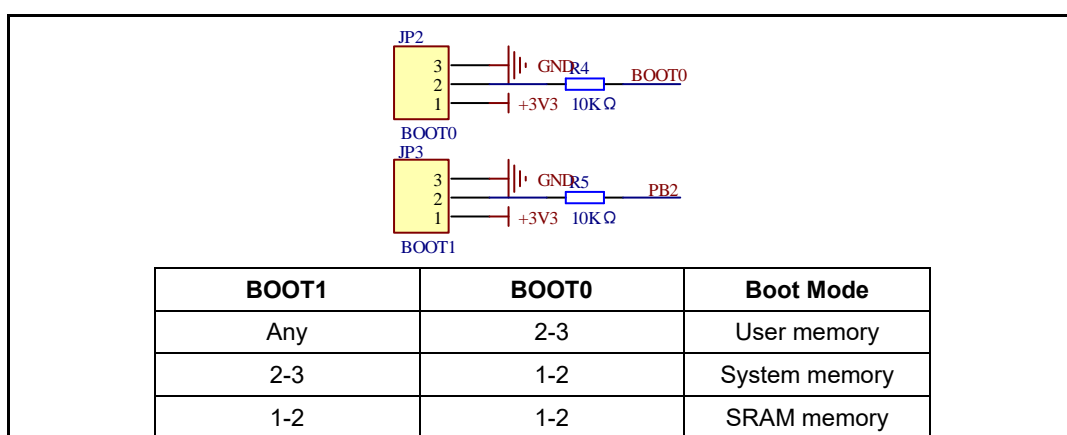 JP2
3 GND R4 BOOT0
2
1 +3V3 10KΩ
BOOT0
JP3
3 GND R5 PB2
2
1 +3V3 10KΩ
BOOT1
BOOT1 BOOT0 Boot Mode
Any 2-3 User memory
2-3 1-2 System memory
1-2 1-2 SRAM memory